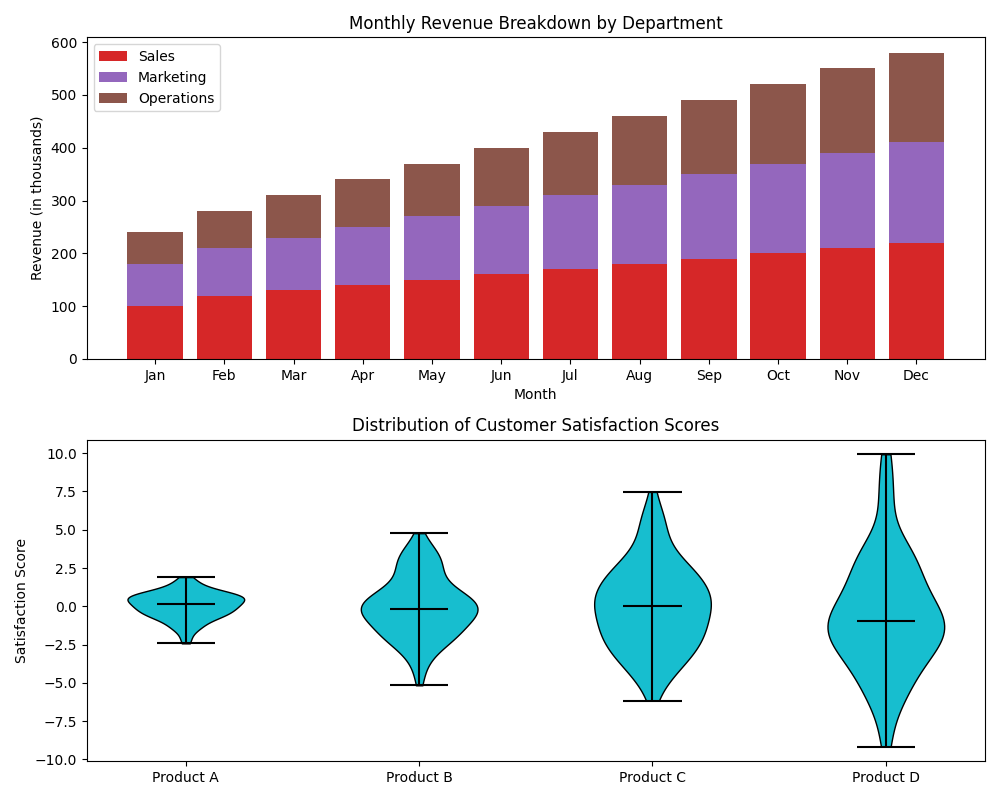 Monthly Revenue Breakdown by Department
Revenue (in thousands)
600
500
400
300
200
100
0
Sales
Marketing
Operations
Jan Feb Mar Apr May Jun Jul Aug Sep Oct Nov Dec
Month
Distribution of Customer Satisfaction Scores
Satisfaction Score
10.0
7.5
5.0
2.5
0.0
−2.5
−5.0
−7.5
−10.0
Product A Product B Product C Product D